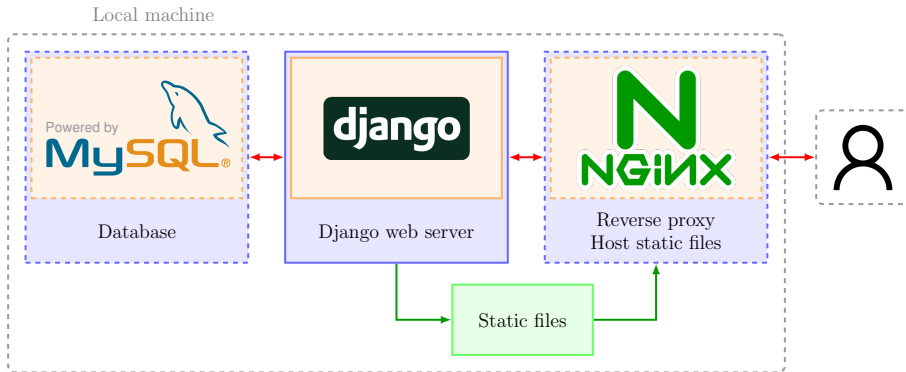 Local machine
Powered by
MySQL®
django
NGiNX
Database
Django web server
Reverse proxy
Host static files
Static files